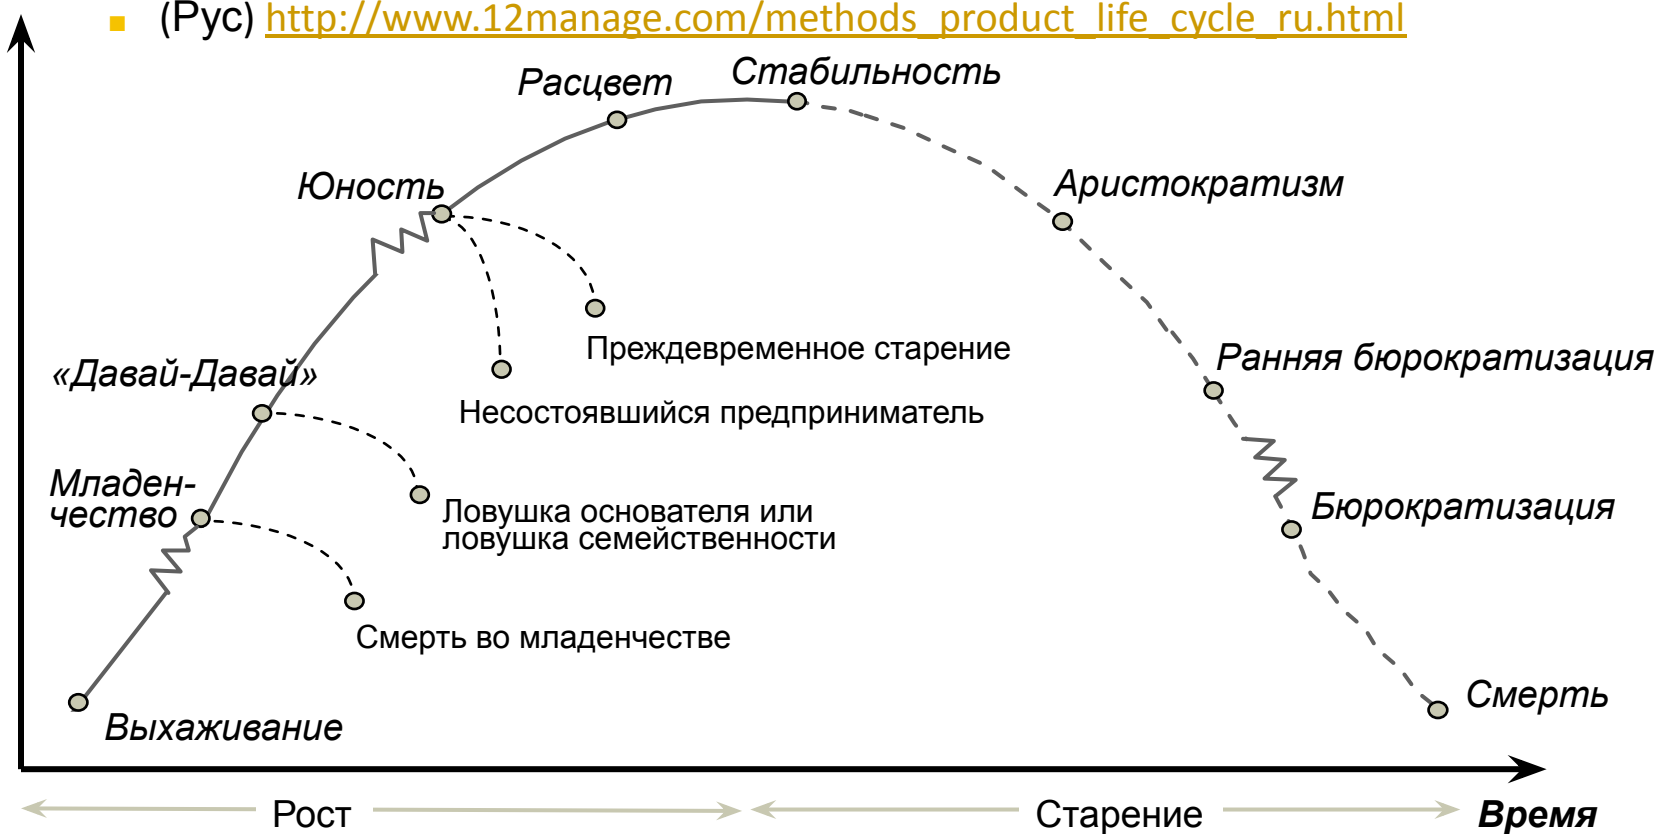 (Рус) http://www.12manage.com/methods_product_life_cycle_ru.html
Стабильность
Расцвет
Юность
Аристократизм
Преждевременное старение
Ранняя бюрократизация
«Давай-Давай»
Несостоявшийся предприниматель
Младен-
чество
Ловушка основателя или
ловушка семейственности
Бюрократизация
Смерть во младенчестве
Смерть
Выхаживание
Рост
Старение
Время